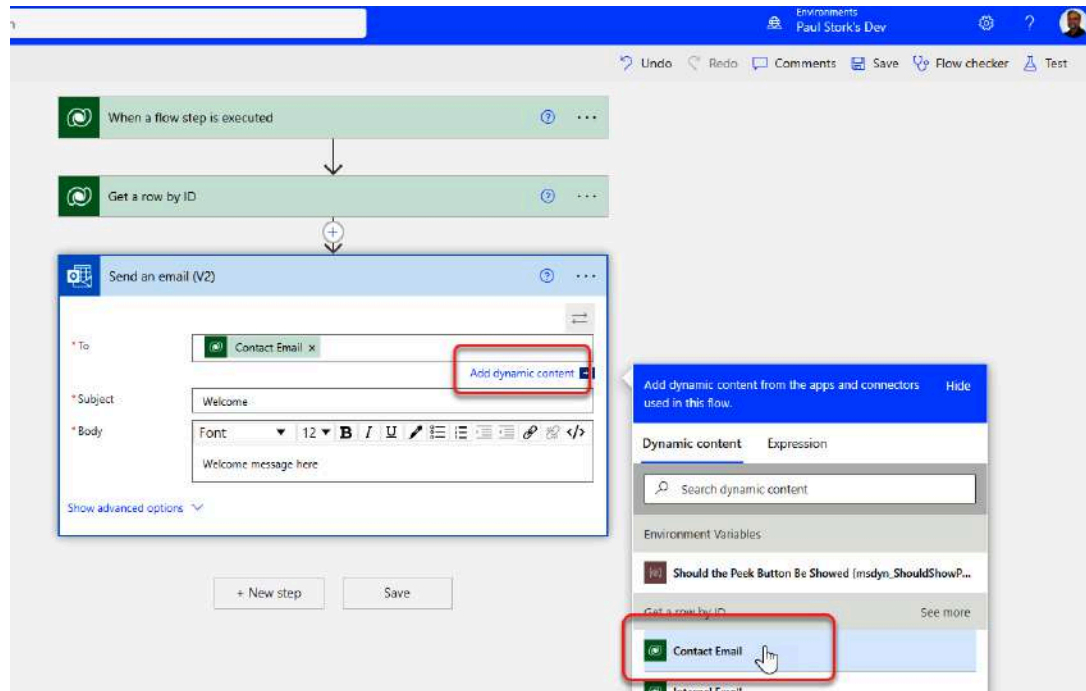 Environments
Paul Stork's Dev
Undo Redo Comments Save Flow checker Test
When a flow step is executed
Get a row by ID
Send an email (V2)
* To
Contact Email ×
Add dynamic content
* Subject
Welcome
* Body
Font 12 B I U </>
Welcome message here
Show advanced options
+ New step
Save
Add dynamic content from the apps and connectors used in this flow.
Hide
Dynamic content Expression
Search dynamic content
Environment Variables
Should the Peek Button Be Showed (msdyn_ShouldShowP...
Get a row by ID
See more
Contact Email
Internal Email